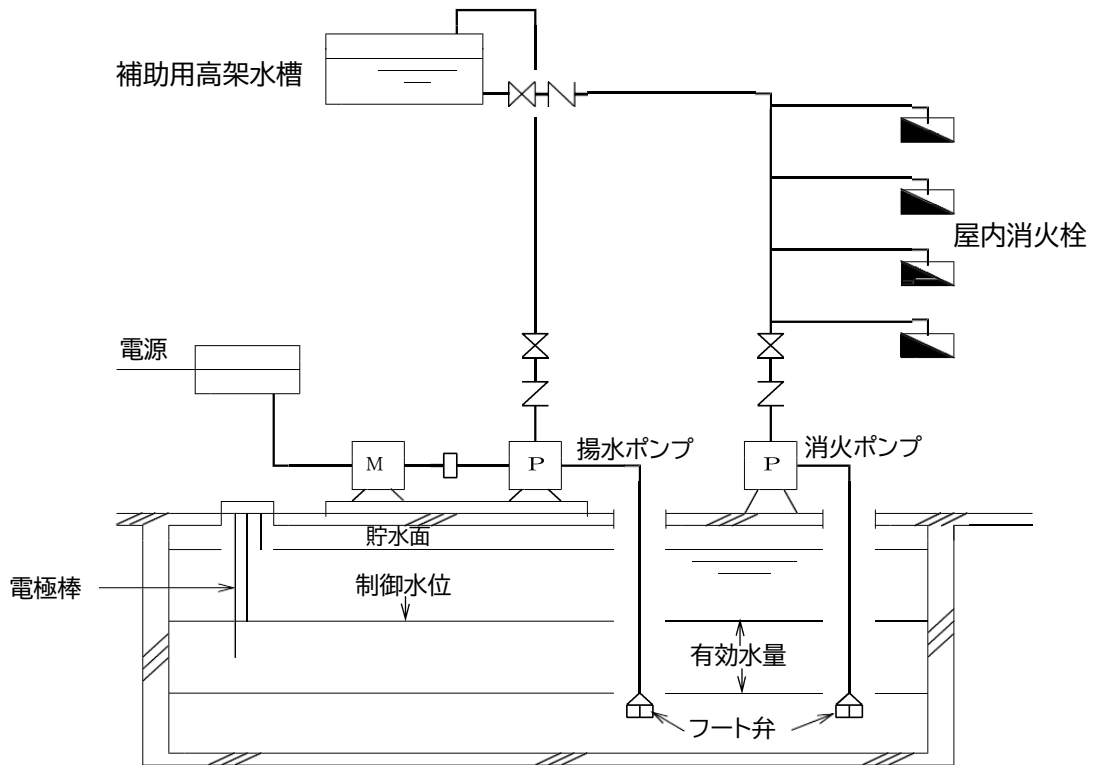 補助用高架水槽
屋内消火栓
電源
M
P
揚水ポンプ
P
消火ポンプ
貯水面
電極棒
制御水位
有効水量
フート弁